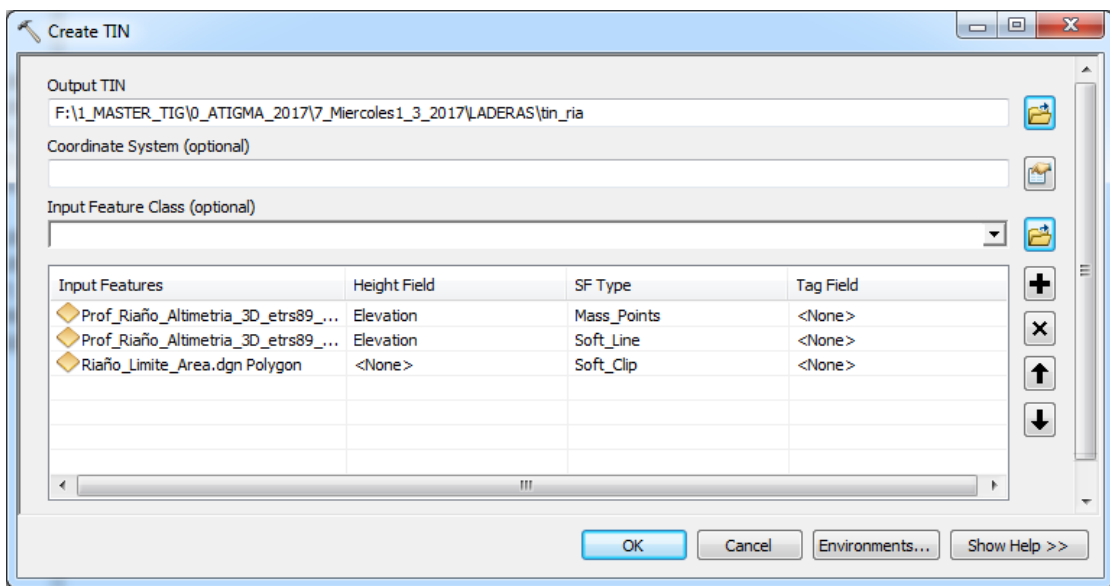 Create TIN
Output TIN
F:\1_MASTER_TIG\0_ATIGMA_2017\7_Miercoles1_3_2017\LADERAS\tin_ria
Coordinate System (optional)
Input Feature Class (optional)
Input Features Height Field SF Type Tag Field
Prof_Riaño_Altimetria_3D_etrs89_... Elevation Mass_Points <None>
Prof_Riaño_Altimetria_3D_etrs89_... Elevation Soft_Line <None>
Riaño_Limite_Area.dgn Polygon <None> Soft_Clip <None>
OK Cancel Environments... Show Help >>